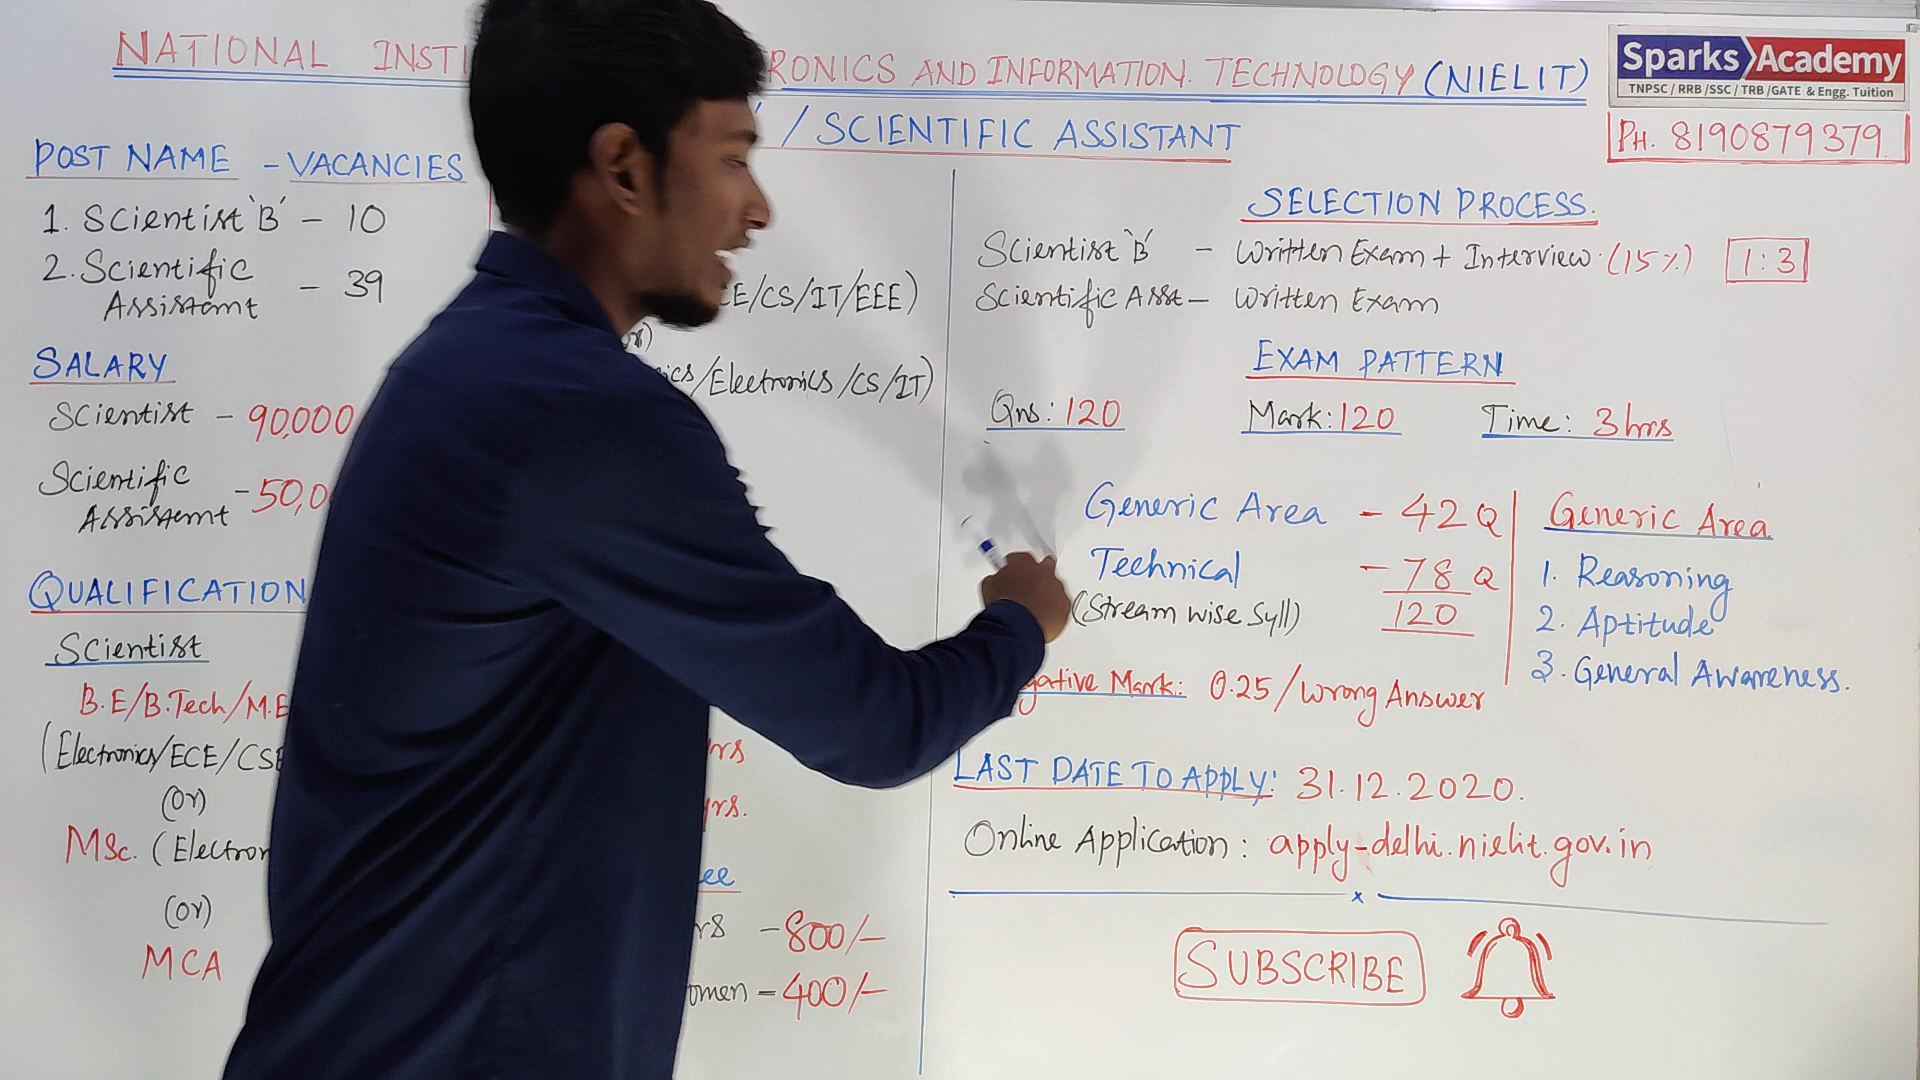 NATIONAL INSTI RONICS AND INFORMATION. TECHNOLOGY (NIELIT)
/ SCIENTIFIC ASSISTANT
Sparks Academy
TNPSC / RRB / SSC / TRB / GATE & Engg. Tuition
PH. 8190879379
POST NAME - VACANCIES
1. Scientist 'B' - 10
2. Scientific Assistant - 39
SALARY
Scientist - 90,000
Scientific Assistant - 50,0
QUALIFICATION
Scientist
B.E/B.Tech/M.E
(Electronics/ECE/CSE
(or)
MSc. (Electron
(or)
MCA
CE/CS/IT/EEE)
ics/Electronics/CS/IT)
yrs
yrs.
ee
rs - 800/-
omen - 400/-
SELECTION PROCESS.
Scientist 'B' - Written Exam + Interview. (15%) 1:3
Scientific Asst - Written Exam
EXAM PATTERN
Qns: 120 Mark: 120 Time: 3 hrs
Generic Area - 42 Q
Technical - 78 Q
(Stream wise Syll) 120
Generic Area
1. Reasoning
2. Aptitude
3. General Awareness.
gative Mark: 0.25/wrong Answer
LAST DATE TO APPLY: 31.12.2020.
Online Application: apply-delhi.nielit.gov.in
SUBSCRIBE